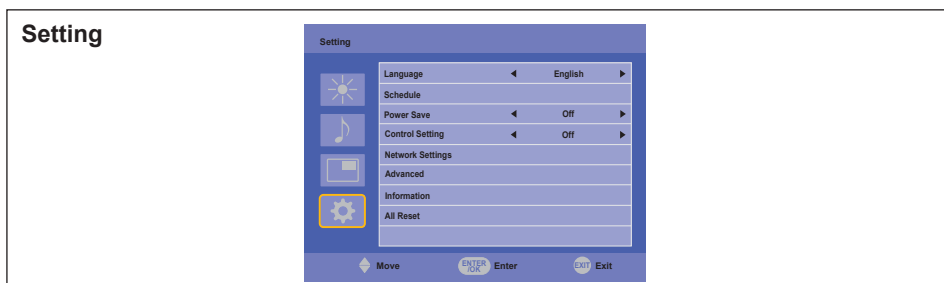 Setting
Setting
Language ◀ English ▶
Schedule
Power Save ◀ Off ▶
Control Setting ◀ Off ▶
Network Settings
Advanced
Information
All Reset
Move ENTER /OK Enter EXIT Exit